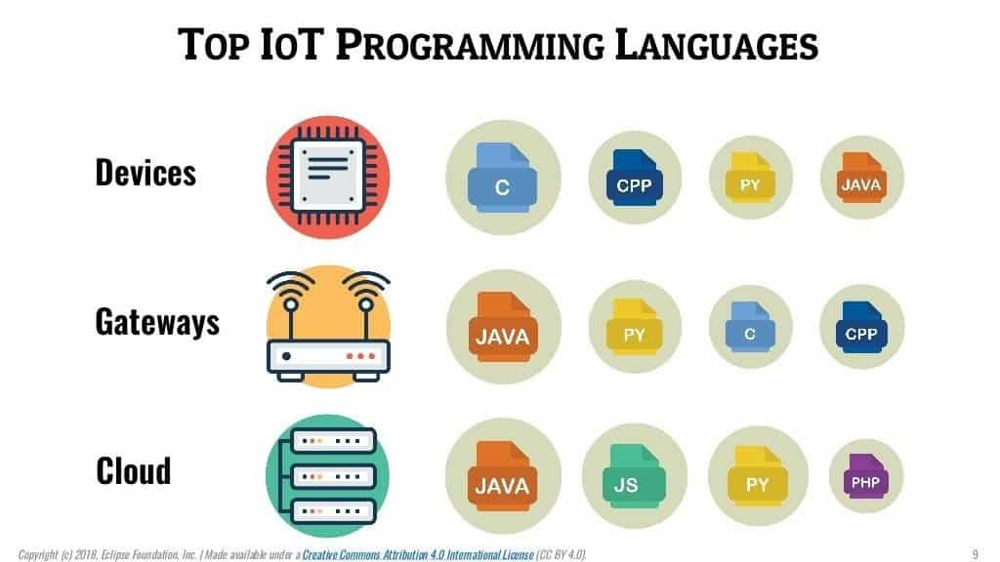 Top IoT Programming Languages
Devices
C
CPP
PY
JAVA
Gateways
JAVA
PY
C
CPP
Cloud
JAVA
JS
PY
PHP
Copyright (c) 2018, Eclipse Foundation, Inc. | Made available under a Creative Commons Attribution 4.0 International License (CC BY 4.0).
9